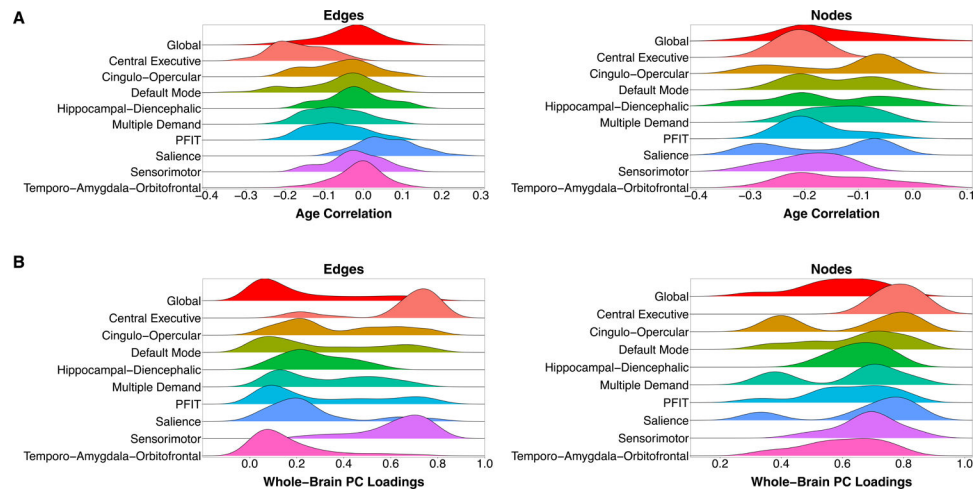 A
Edges
Global
Central Executive
Cingulo−Opercular
Default Mode
Hippocampal−Diencephalic
Multiple Demand
PFIT
Salience
Sensorimotor
Temporo−Amygdala−Orbitofrontal
−0.4 −0.3 −0.2 −0.1 0.0 0.1 0.2 0.3
Age Correlation
Nodes
Global
Central Executive
Cingulo−Opercular
Default Mode
Hippocampal−Diencephalic
Multiple Demand
PFIT
Salience
Sensorimotor
Temporo−Amygdala−Orbitofrontal
−0.4 −0.3 −0.2 −0.1 0.0 0.1
Age Correlation
B
Edges
Global
Central Executive
Cingulo−Opercular
Default Mode
Hippocampal−Diencephalic
Multiple Demand
PFIT
Salience
Sensorimotor
Temporo−Amygdala−Orbitofrontal
0.0 0.2 0.4 0.6 0.8 1.0
Whole−Brain PC Loadings
Nodes
Global
Central Executive
Cingulo−Opercular
Default Mode
Hippocampal−Diencephalic
Multiple Demand
PFIT
Salience
Sensorimotor
Temporo−Amygdala−Orbitofrontal
0.2 0.4 0.6 0.8 1.0
Whole−Brain PC Loadings